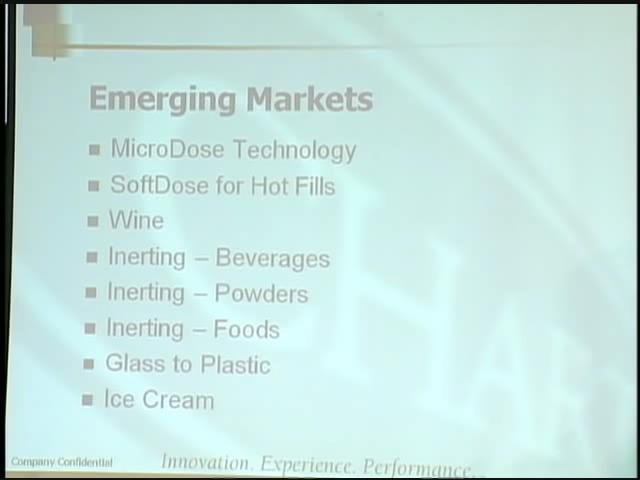 Emerging Markets
MicroDose Technology
SoftDose for Hot Fills
Wine
Inerting – Beverages
Inerting – Powders
Inerting – Foods
Glass to Plastic
Ice Cream
CHART
Company Confidential
Innovation. Experience. Performance...